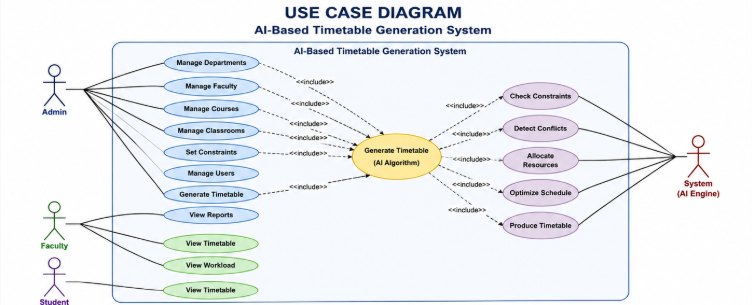 USE CASE DIAGRAM
AI-Based Timetable Generation System
AI-Based Timetable Generation System
Admin
Faculty
Student
Manage Departments
Manage Faculty
Manage Courses
Manage Classrooms
Set Constraints
Manage Users
Generate Timetable
View Reports
View Timetable
View Workload
View Timetable
<<include>>
<<include>>
<<include>>
<<include>>
<<include>>
<<include>>
Generate Timetable
(AI Algorithm)
<<include>>
<<include>>
<<include>>
<<include>>
<<include>>
Check Constraints
Detect Conflicts
Allocate
Resources
Optimize Schedule
Produce Timetable
System
(AI Engine)